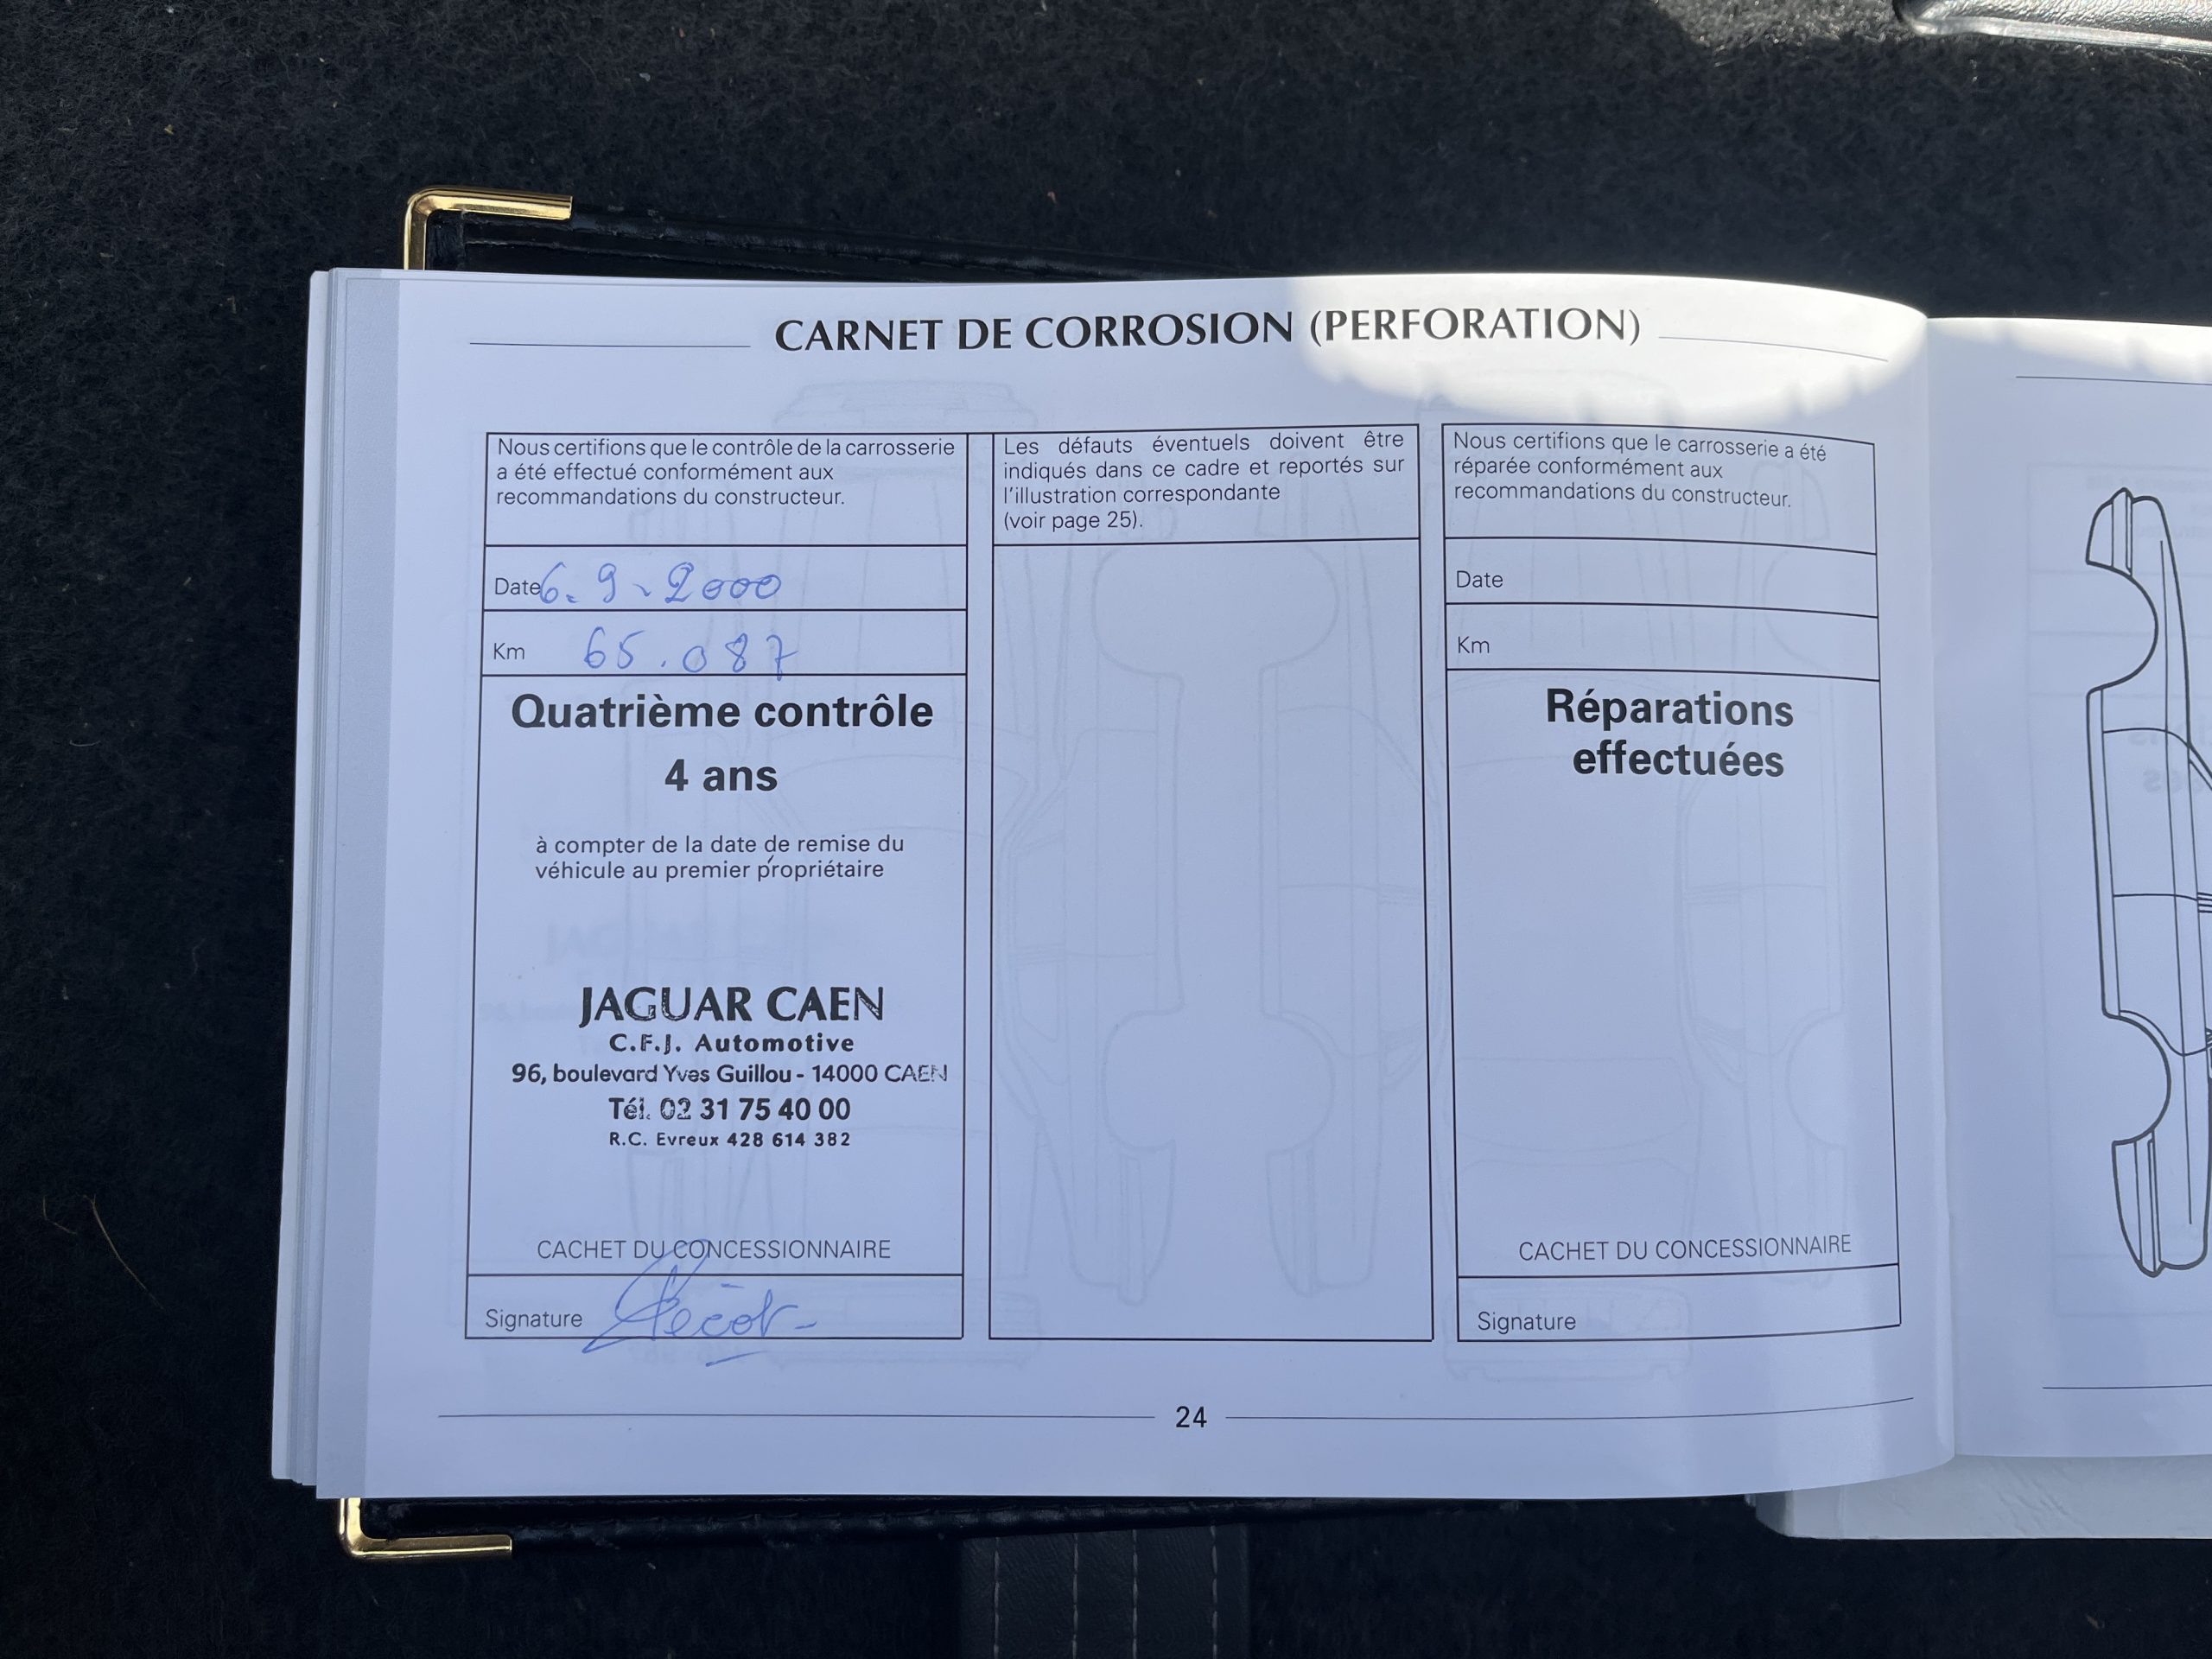 CARNET DE CORROSION (PERFORATION)
Nous certifions que le contrôle de la carrosserie
a été effectué conformément aux
recommandations du constructeur.
Date 6.9.2000
Km 65.087
Quatrième contrôle
4 ans
à compter de la date de remise du
véhicule au premier propriétaire
JAGUAR CAEN
C.F.J. Automotive
96, boulevard Yves Guillou - 14000 CAEN
Tél. 02 31 75 40 00
R.C. Evreux 428 614 382
CACHET DU CONCESSIONNAIRE
Signature
Les défauts éventuels doivent être
indiqués dans ce cadre et reportés sur
l'illustration correspondante
(voir page 25).
Nous certifions que le carrosserie a été
réparée conformément aux
recommandations du constructeur.
Date
Km
Réparations
effectuées
CACHET DU CONCESSIONNAIRE
Signature
24